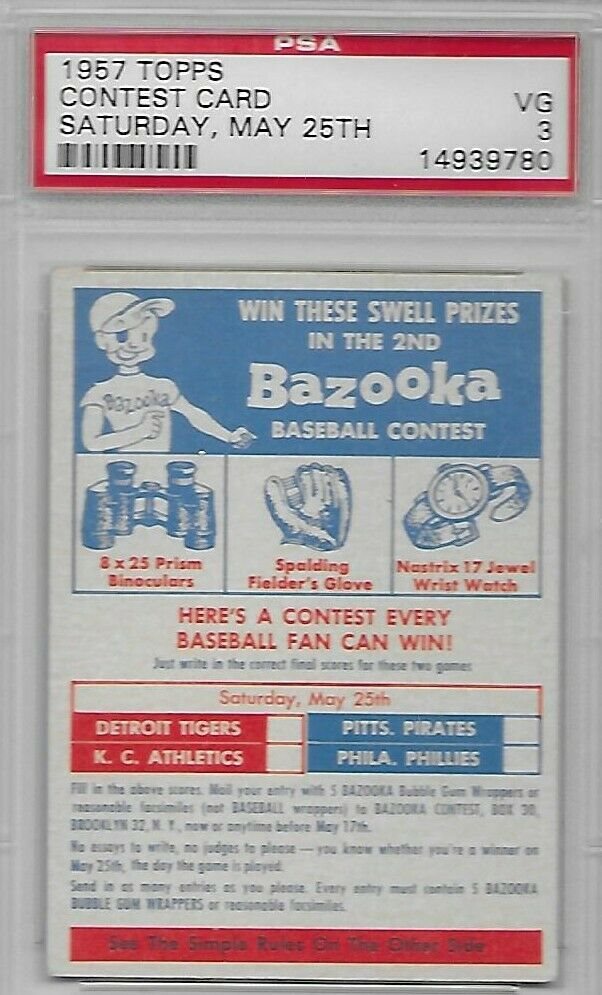 PSA
1957 TOPPS
CONTEST CARD
VG
SATURDAY, MAY 25TH
3
14939780
WIN THESE SWELL PRIZES
IN THE 2ND
Bazooka
BASEBALL CONTEST
Bazooka
8 x 25 Prism
Binoculars
Spalding
Fielder's Glove
Nastrix 17 Jewel
Wrist Watch
HERE'S A CONTEST EVERY
BASEBALL FAN CAN WIN!
Just write in the correct final scores for these two games
Saturday, May 25th
DETROIT TIGERS
K. C. ATHLETICS
PITTS. PIRATES
PHILA. PHILLIES
Fill in the above scores. Mail your entry with 5 BAZOOKA Bubble Gum Wrappers or
reasonable facsimiles (not BASEBALL wrappers) to BAZOOKA CONTEST, BOX 30,
BROOKLYN 32, N. Y., now or anytime before May 17th.
No essays to write, no judges to please — you know whether you're a winner on
May 25th, the day the game is played.
Send in as many entries as you please. Every entry must contain 5 BAZOOKA
BUBBLE GUM WRAPPERS or reasonable facsimiles.
See The Simple Rules On The Other Side